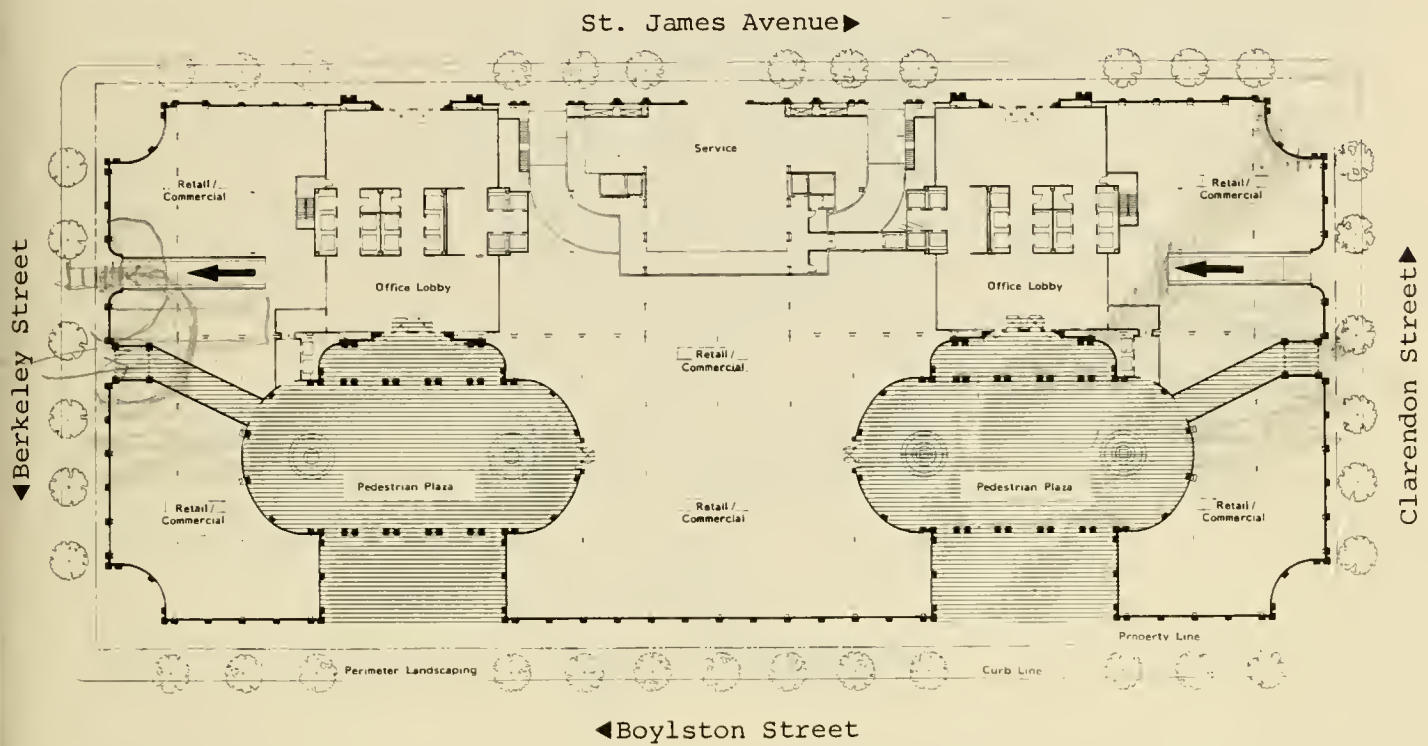 St. James Avenue▶
Service
Retail/
Commercial
Retail/
Commercial
◀Berkeley Street
Clarendon Street▶
Office Lobby
Office Lobby
Retail/
Commercial
Pedestrian Plaza
Pedestrian Plaza
Retail/
Commercial
Retail/
Commercial
Retail/
Commercial
Property Line
Perimeter Landscaping
Curb Line
◀Boylston Street